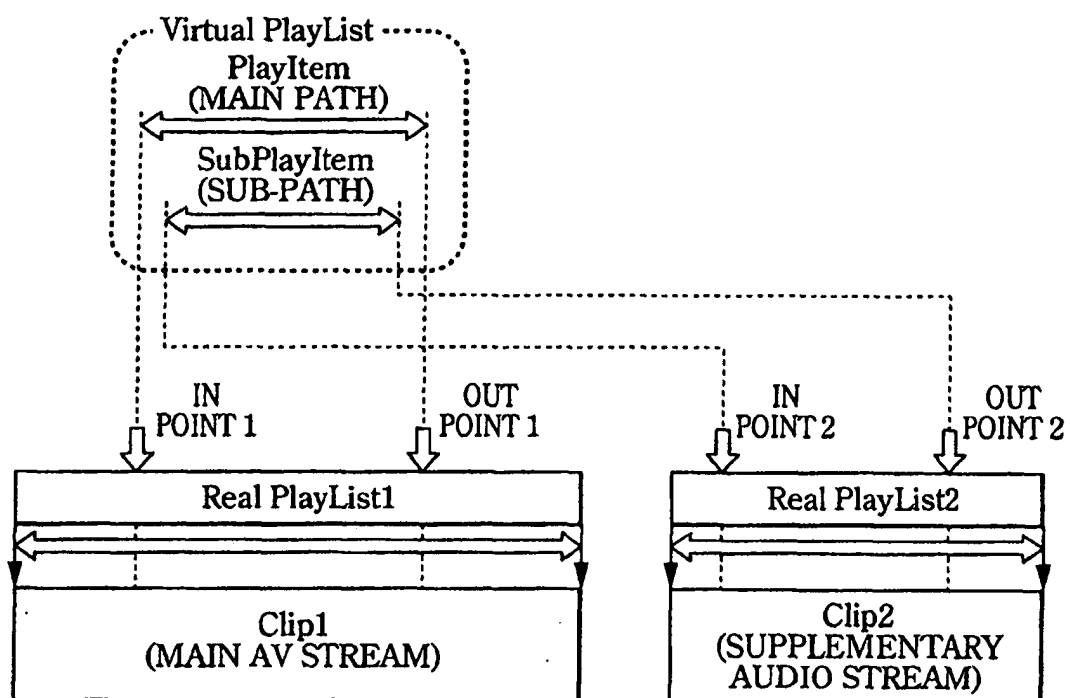 Virtual PlayList
PlayItem
(MAIN PATH)
SubPlayItem
(SUB-PATH)
IN
POINT 1
OUT
POINT 1
IN
POINT 2
OUT
POINT 2
Real PlayList1
Real PlayList2
Clip1
(MAIN AV STREAM)
Clip2
(SUPPLEMENTARY
AUDIO STREAM)